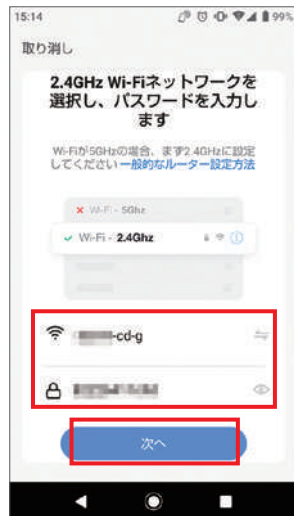 15:14
99%
取り消し
2.4GHz Wi-Fiネットワークを
選択し、パスワードを入力し
ます
Wi-Fiが5GHzの場合、まず2.4GHzに設定
してください 一般的なルーター設定方法
Wi-Fi - 5Ghz
Wi-Fi - 2.4Ghz
-cd-g
次へ